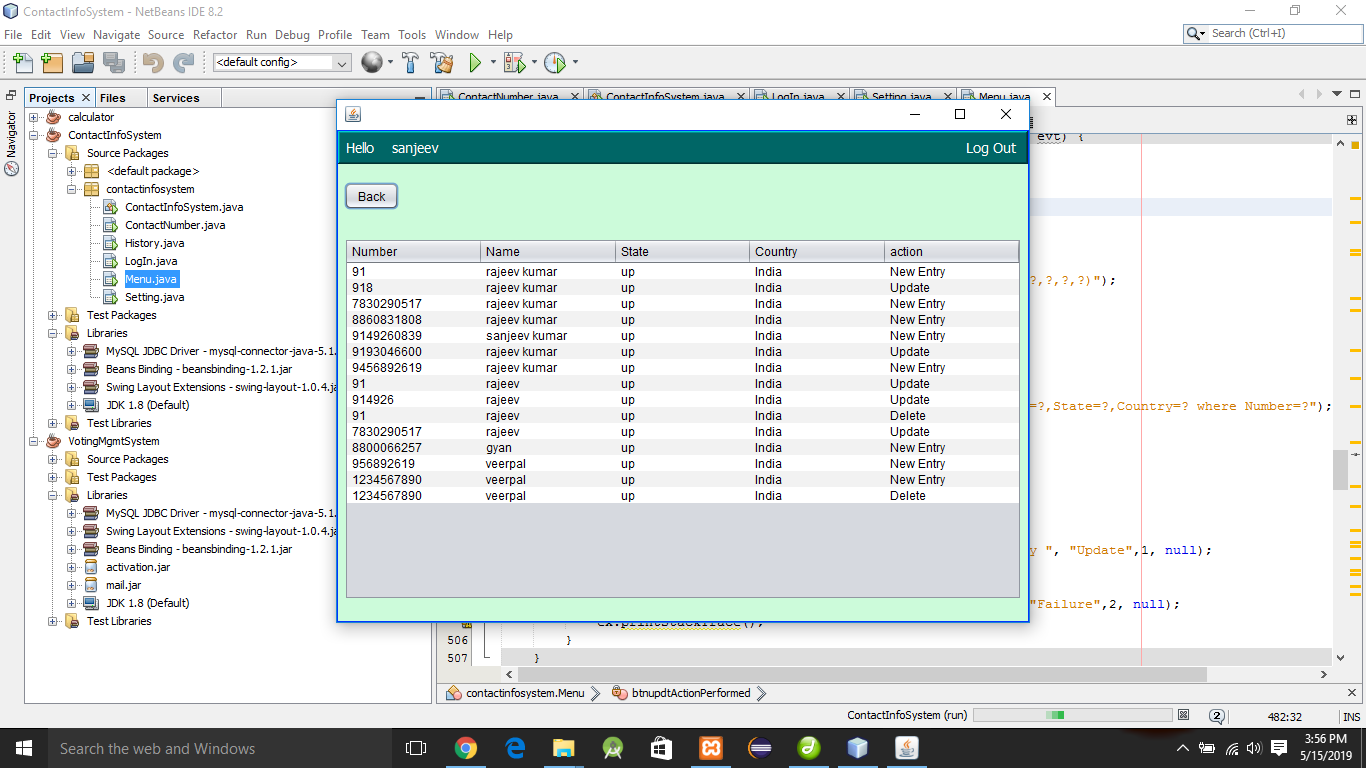 ContactInfoSystem - NetBeans IDE 8.2
File Edit View Navigate Source Refactor Run Debug Profile Team Tools Window Help
Search (Ctrl+I)
<default config>
Projects Files Services
Navigator
calculator
ContactInfoSystem
Source Packages
<default package>
contactinfosystem
ContactInfoSystem.java
ContactNumber.java
History.java
LogIn.java
Menu.java
Setting.java
Test Packages
Libraries
MySQL JDBC Driver - mysql-connector-java-5.1.
Beans Binding - beansbinding-1.2.1.jar
Swing Layout Extensions - swing-layout-1.0.4.ja
JDK 1.8 (Default)
Test Libraries
VotingMgmtSystem
Source Packages
Test Packages
Libraries
MySQL JDBC Driver - mysql-connector-java-5.1.
Swing Layout Extensions - swing-layout-1.0.4.ja
Beans Binding - beansbinding-1.2.1.jar
activation.jar
mail.jar
JDK 1.8 (Default)
Test Libraries
ContactNumber.java ContactInfoSystem.java LogIn.java Setting.java Menu.java
Hello sanjeev Log Out
Back
Number Name State Country action
91 rajeev kumar up India New Entry
918 rajeev kumar up India Update
7830290517 rajeev kumar up India New Entry
8860831808 rajeev kumar up India New Entry
9149260839 sanjeev kumar up India New Entry
9193046600 rajeev kumar up India Update
9456892619 rajeev kumar up India New Entry
91 rajeev up India Update
914926 rajeev up India Update
91 rajeev up India Delete
7830290517 rajeev up India Update
8800066257 gyan up India New Entry
956892619 veerpal up India New Entry
1234567890 veerpal up India New Entry
1234567890 veerpal up India Delete
evt) {
?,?,?,?)");
=?,State=?,Country=? where Number=?");
y ", "Update",1, null);
"Failure",2, null);
ex.printStackTrace();
506 }
507 }
contactinfosystem.Menu btnupdtActionPerformed
ContactInfoSystem (run) 2 482:32 INS
Search the web and Windows
3:56 PM
5/15/2019